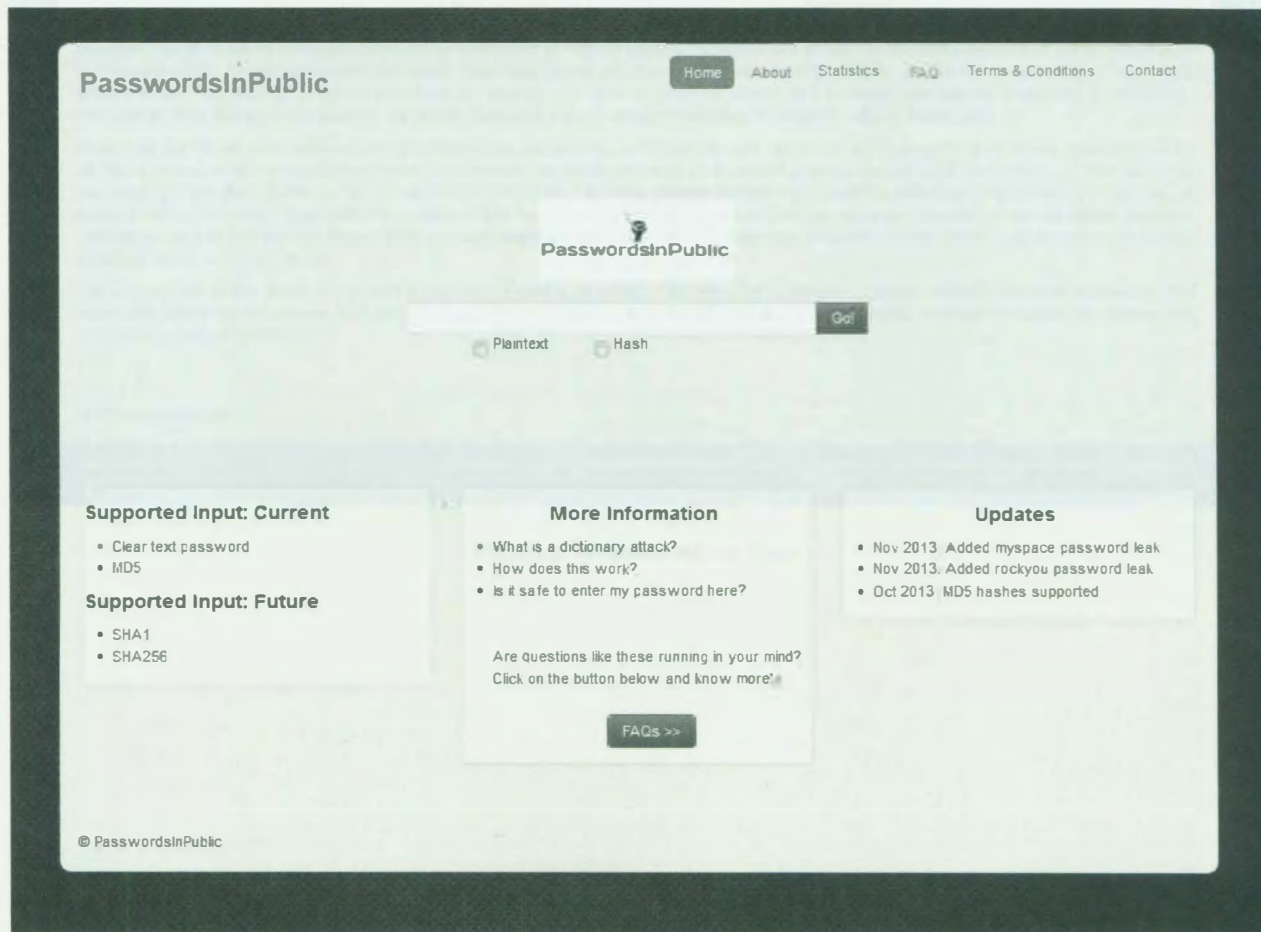 PasswordsInPublic
Home About Statistics FAQ Terms & Conditions Contact
PasswordsInPublic
Go!
Plaintext Hash
Supported Input: Current
• Clear text password
• MD5
Supported Input: Future
• SHA1
• SHA256
More Information
• What is a dictionary attack?
• How does this work?
• Is it safe to enter my password here?
Are questions like these running in your mind?
Click on the button below and know more!
FAQs >>
Updates
• Nov 2013. Added myspace password leak
• Nov 2013. Added rockyou password leak
• Oct 2013 MD5 hashes supported
© PasswordsInPublic